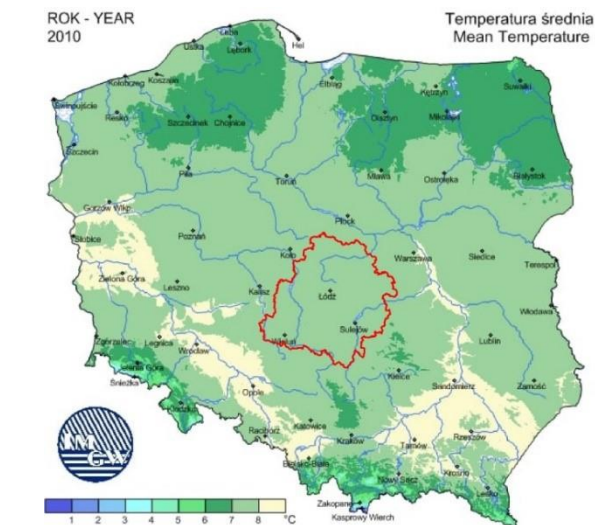 ROK - YEAR
2010
Temperatura średnia
Mean Temperature
Łeba
Ustka
Lębork
Hel
Kołobrzeg
Koszalin
Elbląg
Kętrzyn
Suwałki
Świnoujście
Resko
Szczecinek
Chojnice
Olsztyn
Mikołajki
Szczecin
Piła
Toruń
Mława
Ostrołęka
Białystok
Gorzów Wlkp
Płock
Słubice
Poznań
Koło
Warszawa
Siedlce
Terespol
Zielona Góra
Leszno
Kalisz
Łódź
Włodawa
Sulejów
Zgorzelec
Legnica
Wieluń
Lublin
Wrocław
Jelenia Góra
Śnieżka
Kielce
Sandomierz
Zamość
Opole
Kłodzko
Racibórz
Katowice
Kraków
Tarnów
Rzeszów
Bielsko-Biała
Nowy Sącz
Krosno
Lesko
Zakopane
Kasprowy Wierch
IM
GW
1 2 3 4 5 6 7 8 °C